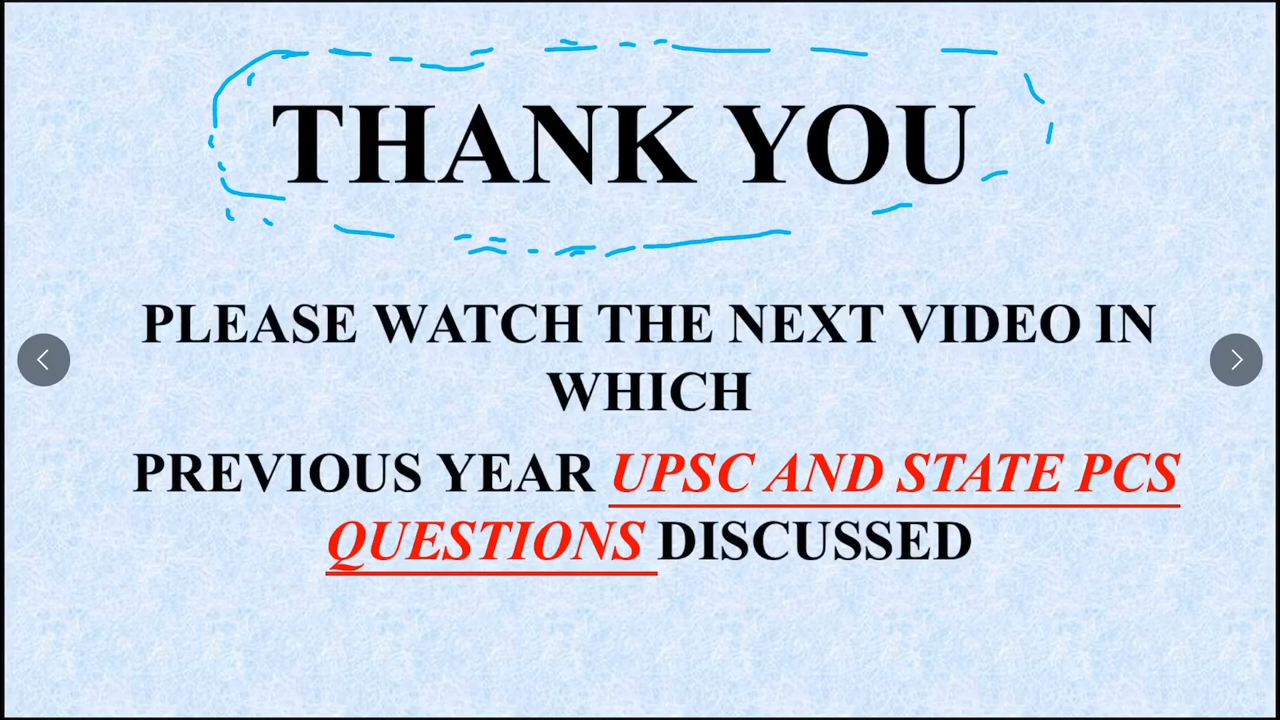 THANK YOU
PLEASE WATCH THE NEXT VIDEO IN
WHICH
PREVIOUS YEAR UPSC AND STATE PCS
QUESTIONS DISCUSSED